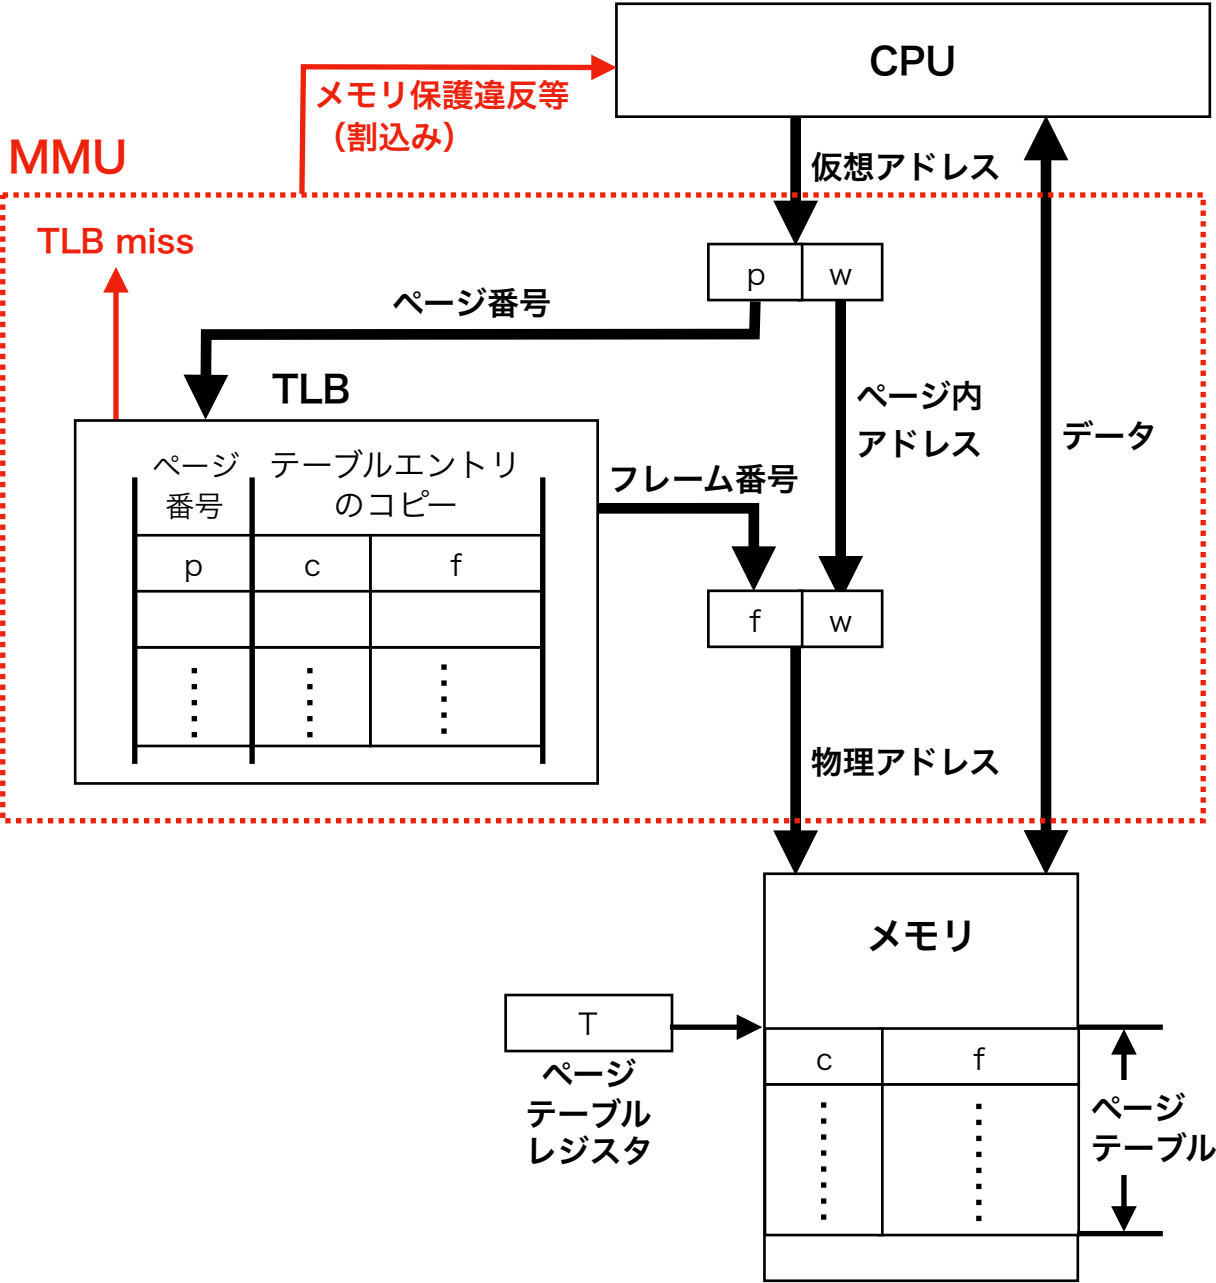 CPU
メモリ保護違反等
（割込み）
MMU
仮想アドレス
TLB miss
p
w
ページ番号
TLB
ページ内
アドレス
データ
ページ
番号
テーブルエントリ
のコピー
フレーム番号
p
c
f
f
w
物理アドレス
メモリ
T
ページ
テーブル
レジスタ
c
f
ページ
テーブル